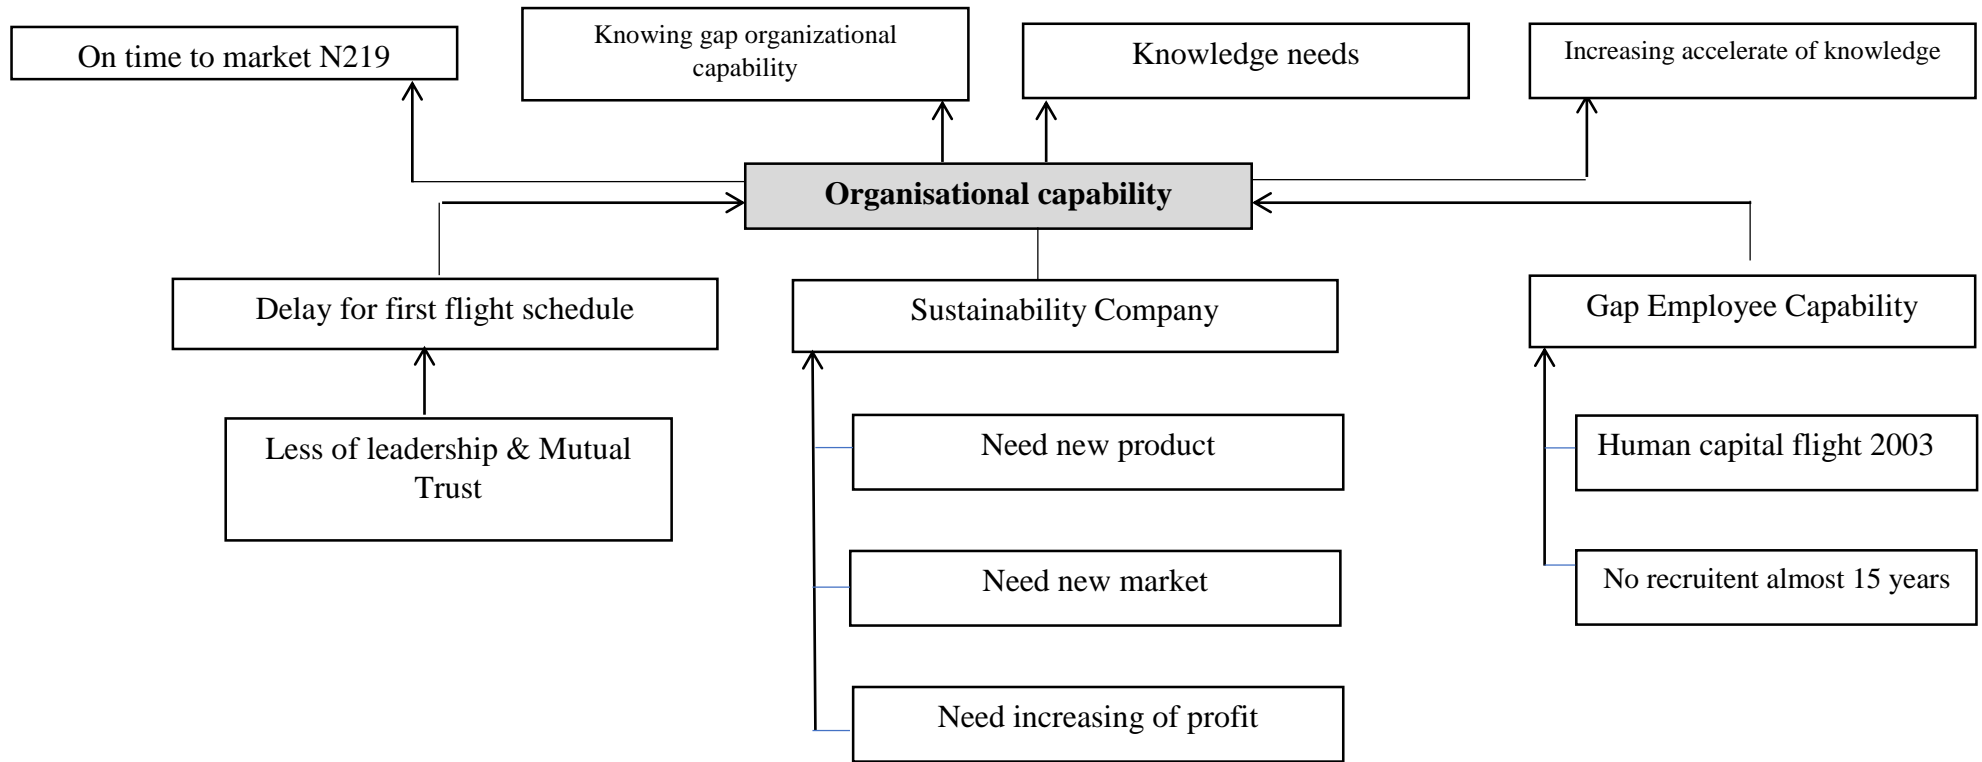 On time to market N219
Knowing gap organizational
capability
Knowledge needs
Increasing accelerate of knowledge
Organisational capability
Delay for first flight schedule
Sustainability Company
Gap Employee Capability
Less of leadership & Mutual
Trust
Need new product
Human capital flight 2003
Need new market
No recruitent almost 15 years
Need increasing of profit